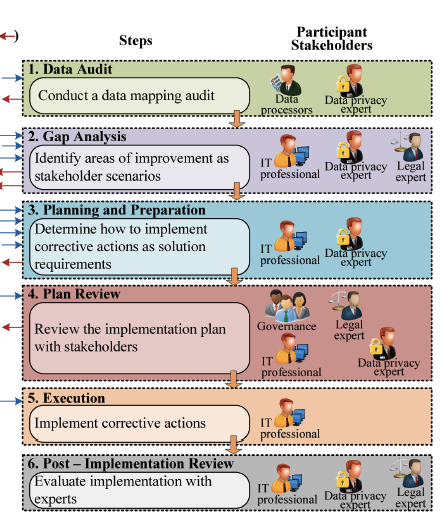 )
Steps
Participant
Stakeholders
1. Data Audit
Conduct a data mapping audit
Data
processors
Data privacy
expert
2. Gap Analysis
Identify areas of improvement as
stakeholder scenarios
IT
professional
Data privacy
expert
Legal
expert
3. Planning and Preparation
Determine how to implement
corrective actions as solution
requirements
IT
professional
Data privacy
expert
4. Plan Review
Review the implementation plan
with stakeholders
Governance
Legal
expert
IT
professional
Data privacy
expert
5. Execution
Implement corrective actions
IT
professional
6. Post – Implementation Review
Evaluate implementation with
experts
IT
professional
Data privacy
expert
Legal
expert